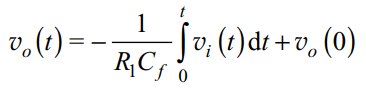 v_o(t) = -\frac{1}{R_1 C_f} \int_0^t v_i(t) dt + v_o(0)